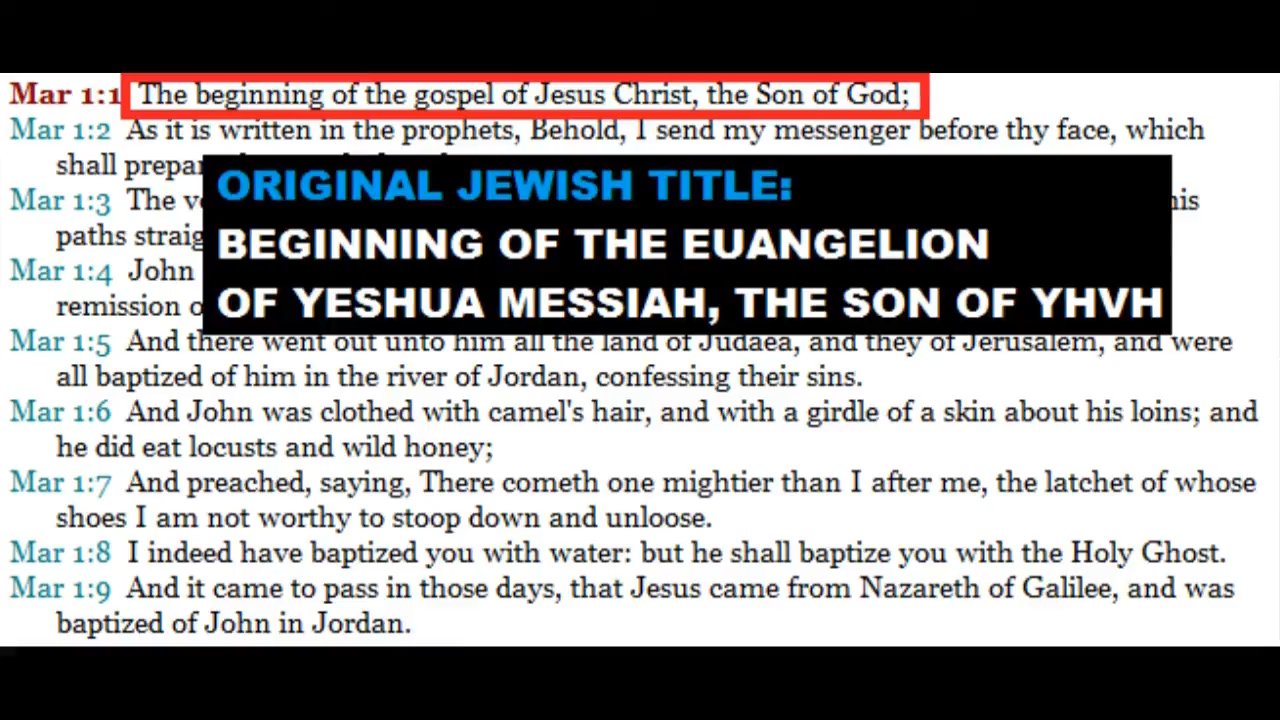 Mar 1:1 The beginning of the gospel of Jesus Christ, the Son of God;
Mar 1:2 As it is written in the prophets, Behold, I send my messenger before thy face, which
shall
ORIGINAL JEWISH TITLE:
Mar 1:3 The his
paths
BEGINNING OF THE EUANGELION
Mar 1:4 John
remission
OF YESHUA MESSIAH, THE SON OF YHVH
Mar 1:5 And there went out unto him all the land of Judaea, and they of Jerusalem, and were
all baptized of him in the river of Jordan, confessing their sins.
Mar 1:6 And John was clothed with camel's hair, and with a girdle of a skin about his loins; and
he did eat locusts and wild honey;
Mar 1:7 And preached, saying, There cometh one mightier than I after me, the latchet of whose
shoes I am not worthy to stoop down and unloose.
Mar 1:8 I indeed have baptized you with water: but he shall baptize you with the Holy Ghost.
Mar 1:9 And it came to pass in those days, that Jesus came from Nazareth of Galilee, and was
baptized of John in Jordan.